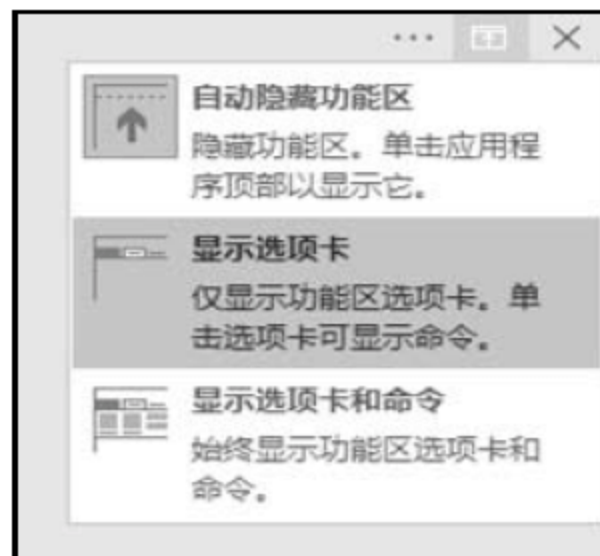 自动隐藏功能区
隐藏功能区。单击应用程
序顶部以显示它。
显示选项卡
仅显示功能区选项卡。单
击选项卡可显示命令。
显示选项卡和命令
始终显示功能区选项卡和
命令。